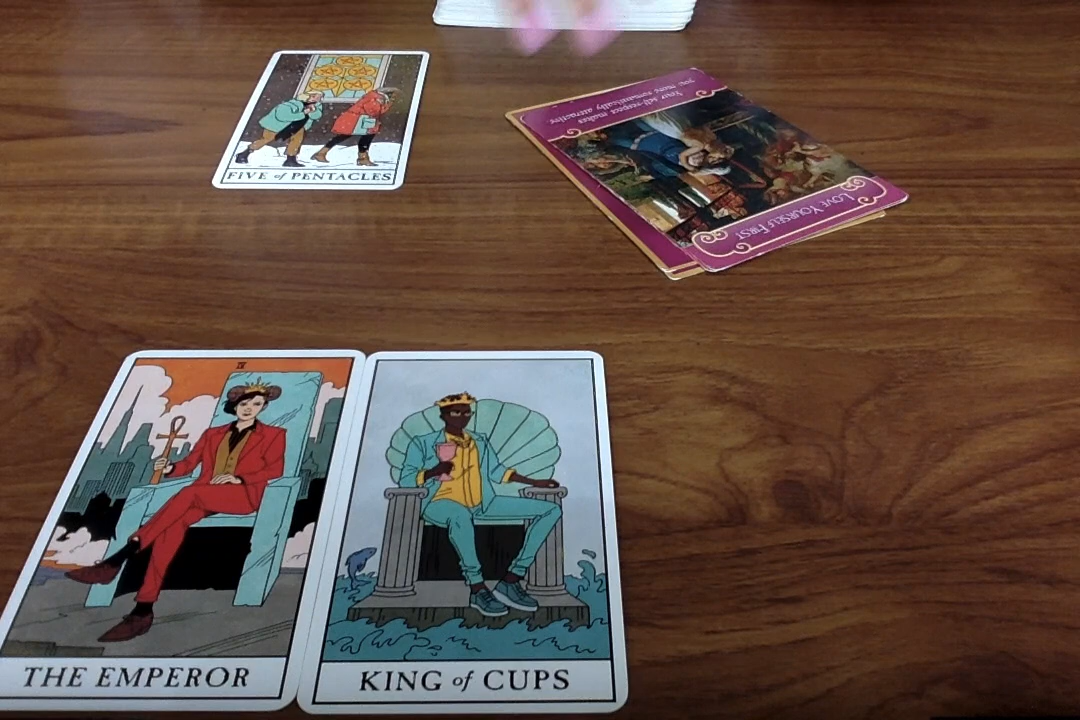 FIVE of PENTACLES
Your self-respect makes
you more romantically attractive
LOVE YOURSELF FIRST
IV
THE EMPEROR
KING of CUPS